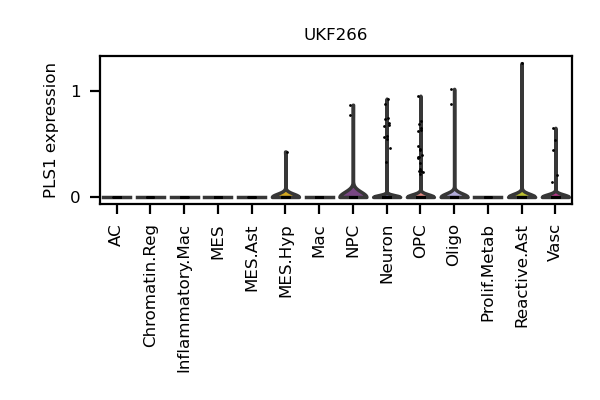 UKF266
PLS1 expression
1
0
AC
Chromatin.Reg
Inflammatory.Mac
MES
MES.Ast
MES.Hyp
Mac
NPC
Neuron
OPC
Oligo
Prolif.Metab
Reactive.Ast
Vasc